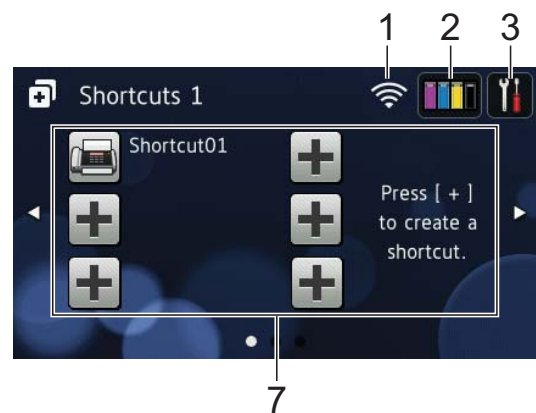 1 2 3
Shortcuts 1
Shortcut01
Press [ + ]
to create a
shortcut.
7